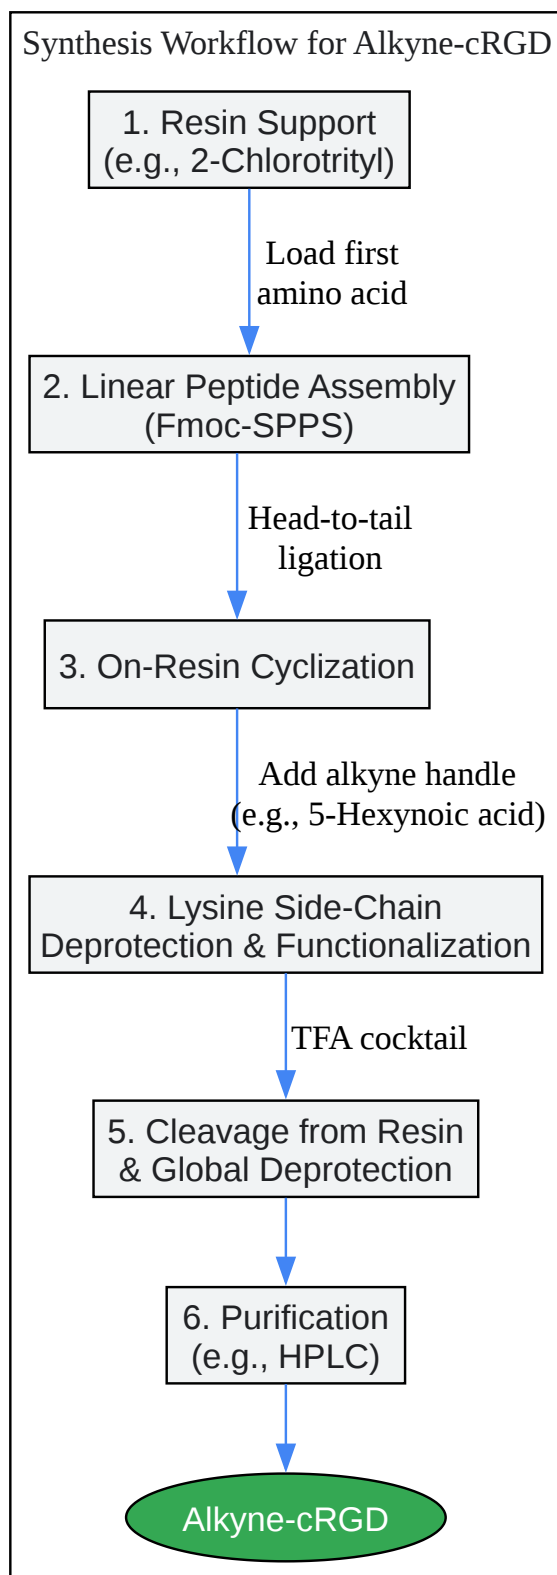 Synthesis Workflow for Alkyne-cRGD
1. Resin Support
(e.g., 2-Chlorotrityl)
Load first
amino acid
2. Linear Peptide Assembly
(Fmoc-SPPS)
Head-to-tail
ligation
3. On-Resin Cyclization
Add alkyne handle
(e.g., 5-Hexynoic acid)
4. Lysine Side-Chain
Deprotection & Functionalization
TFA cocktail
5. Cleavage from Resin
& Global Deprotection
6. Purification
(e.g., HPLC)
Alkyne-cRGD